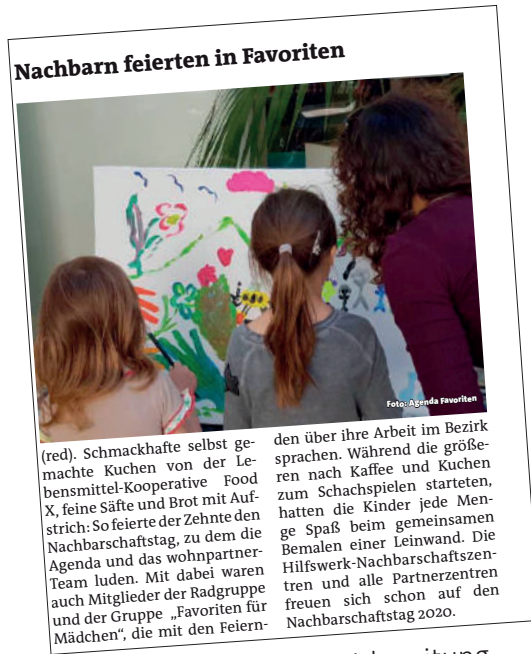 Nachbarn feierten in Favoriten
Foto: Agenda Favoriten
(red). Schmackhafte selbst ge-
machte Kuchen von der Le-
bensmittel-Kooperative Food
X, feine Säfte und Brot mit Auf-
strich: So feierte der Zehnte den
Nachbarschaftstag, zu dem die
Agenda und das wohnpartner-
Team luden. Mit dabei waren
auch Mitglieder der Radgruppe
und der Gruppe „Favoriten für
Mädchen“, die mit den Feiern-
den über ihre Arbeit im Bezirk
sprachen. Während die größe-
ren nach Kaffee und Kuchen
zum Schachspielen starteten,
hatten die Kinder jede Men-
ge Spaß beim gemeinsamen
Bemalen einer Leinwand. Die
Hilfswerk-Nachbarschaftszen-
tren und alle Partnerzentren
freuen sich schon auf den
Nachbarschaftstag 2020.